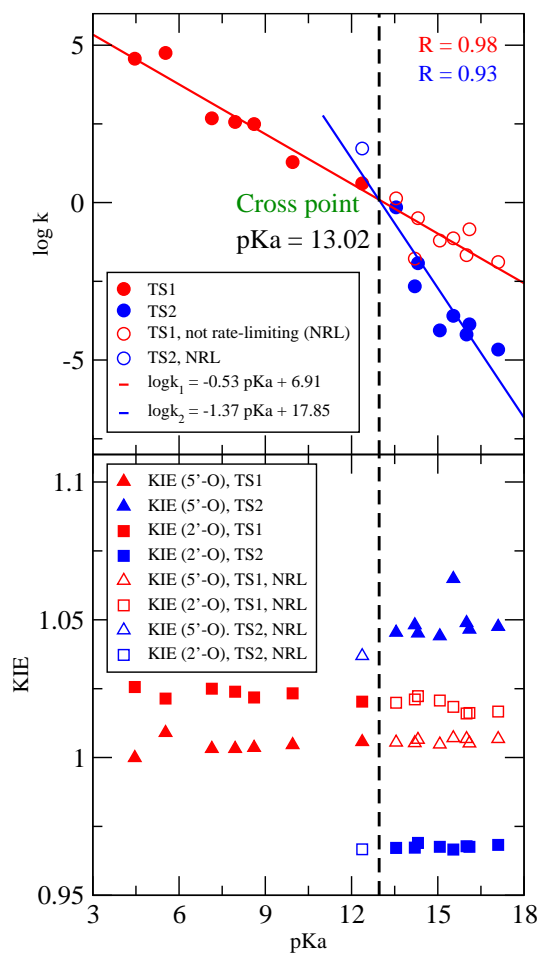 5
0
-5
log k
R = 0.98
R = 0.93
Cross point
pKa = 13.02
TS1
TS2
TS1, not rate-limiting (NRL)
TS2, NRL
logk1 = -0.53 pKa + 6.91
logk2 = -1.37 pKa + 17.85
1.1
1.05
1
0.95
KIE
KIE (5'-O), TS1
KIE (5'-O), TS2
KIE (2'-O), TS1
KIE (2'-O), TS2
KIE (5'-O), TS1, NRL
KIE (2'-O), TS1, NRL
KIE (5'-O). TS2, NRL
KIE (2'-O), TS2, NRL
3 6 9 12 15 18
pKa